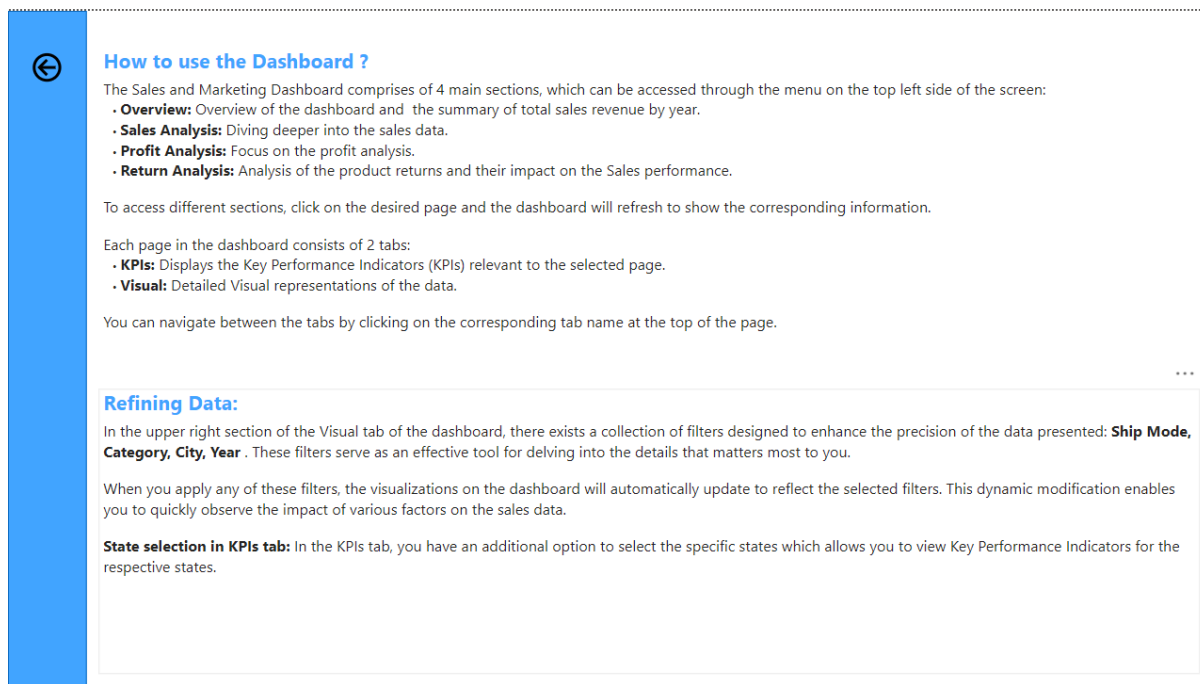 How to use the Dashboard ?
The Sales and Marketing Dashboard comprises of 4 main sections, which can be accessed through the menu on the top left side of the screen:
• Overview: Overview of the dashboard and  the summary of total sales revenue by year.
• Sales Analysis: Diving deeper into the sales data.
• Profit Analysis: Focus on the profit analysis.
• Return Analysis: Analysis of the product returns and their impact on the Sales performance.
To access different sections, click on the desired page and the dashboard will refresh to show the corresponding information.
Each page in the dashboard consists of 2 tabs:
• KPIs: Displays the Key Performance Indicators (KPIs) relevant to the selected page.
• Visual: Detailed Visual representations of the data.
You can navigate between the tabs by clicking on the corresponding tab name at the top of the page.
Refining Data:
In the upper right section of the Visual tab of the dashboard, there exists a collection of filters designed to enhance the precision of the data presented: Ship Mode,
Category, City, Year . These filters serve as an effective tool for delving into the details that matters most to you.
When you apply any of these filters, the visualizations on the dashboard will automatically update to reflect the selected filters. This dynamic modification enables
you to quickly observe the impact of various factors on the sales data.
State selection in KPIs tab: In the KPIs tab, you have an additional option to select the specific states which allows you to view Key Performance Indicators for the
respective states.